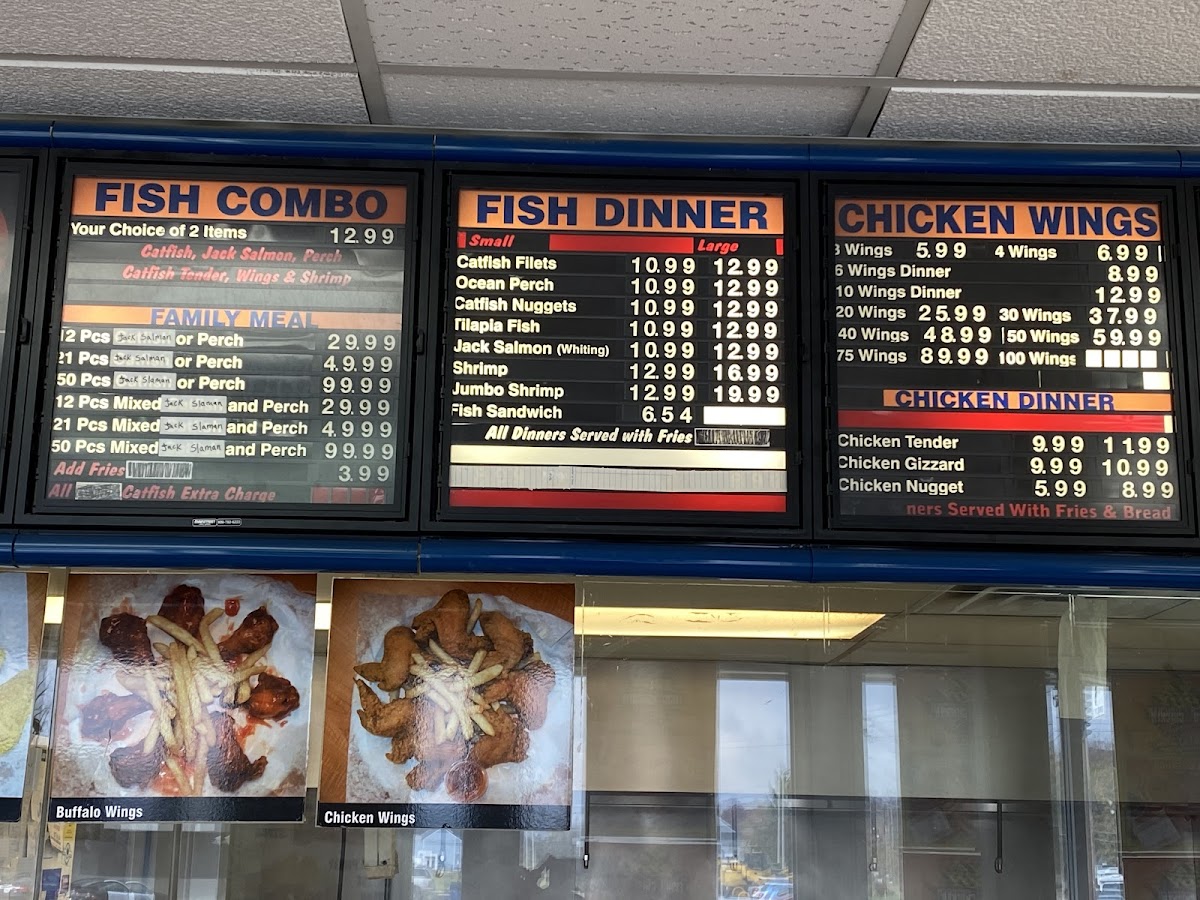 FISH COMBO
Your Choice of 2 Items 12.99
Catfish, Jack Salmon, Perch
Catfish Tender, Wings & Shrimp
FAMILY MEAL
12 Pcs Jack Salman or Perch 29.99
21 Pcs Jack Salman or Perch 4.9.99
50 Pcs Jack Slaman or Perch 99.99
12 Pcs Mixed Jack Slaman and Perch 29.99
21 Pcs Mixed Jack Slaman and Perch 4.999
50 Pcs Mixed Jack Slaman and Perch 99.99
Add Fries 3.99
All Catfish Extra Charge
FISH DINNER
Small Large
Catfish Filets 10.99 12.99
Ocean Perch 10.99 12.99
Catfish Nuggets 10.99 12.99
Tilapia Fish 10.99 12.99
Jack Salmon (Whiting) 10.99 12.99
Shrimp 12.99 16.99
Jumbo Shrimp 12.99 19.99
Fish Sandwich 6.54
All Dinners Served with Fries
CHICKEN WINGS
3 Wings 5.99 4 Wings 6.99
6 Wings Dinner 8.99
10 Wings Dinner 12.99
20 Wings 25.99 30 Wings 37.99
40 Wings 48.99 50 Wings 59.99
75 Wings 89.99 100 Wings
CHICKEN DINNER
Chicken Tender 9.99 11.99
Chicken Gizzard 9.99 10.99
Chicken Nugget 5.99 8.99
ners Served With Fries & Bread
Buffalo Wings
Chicken Wings